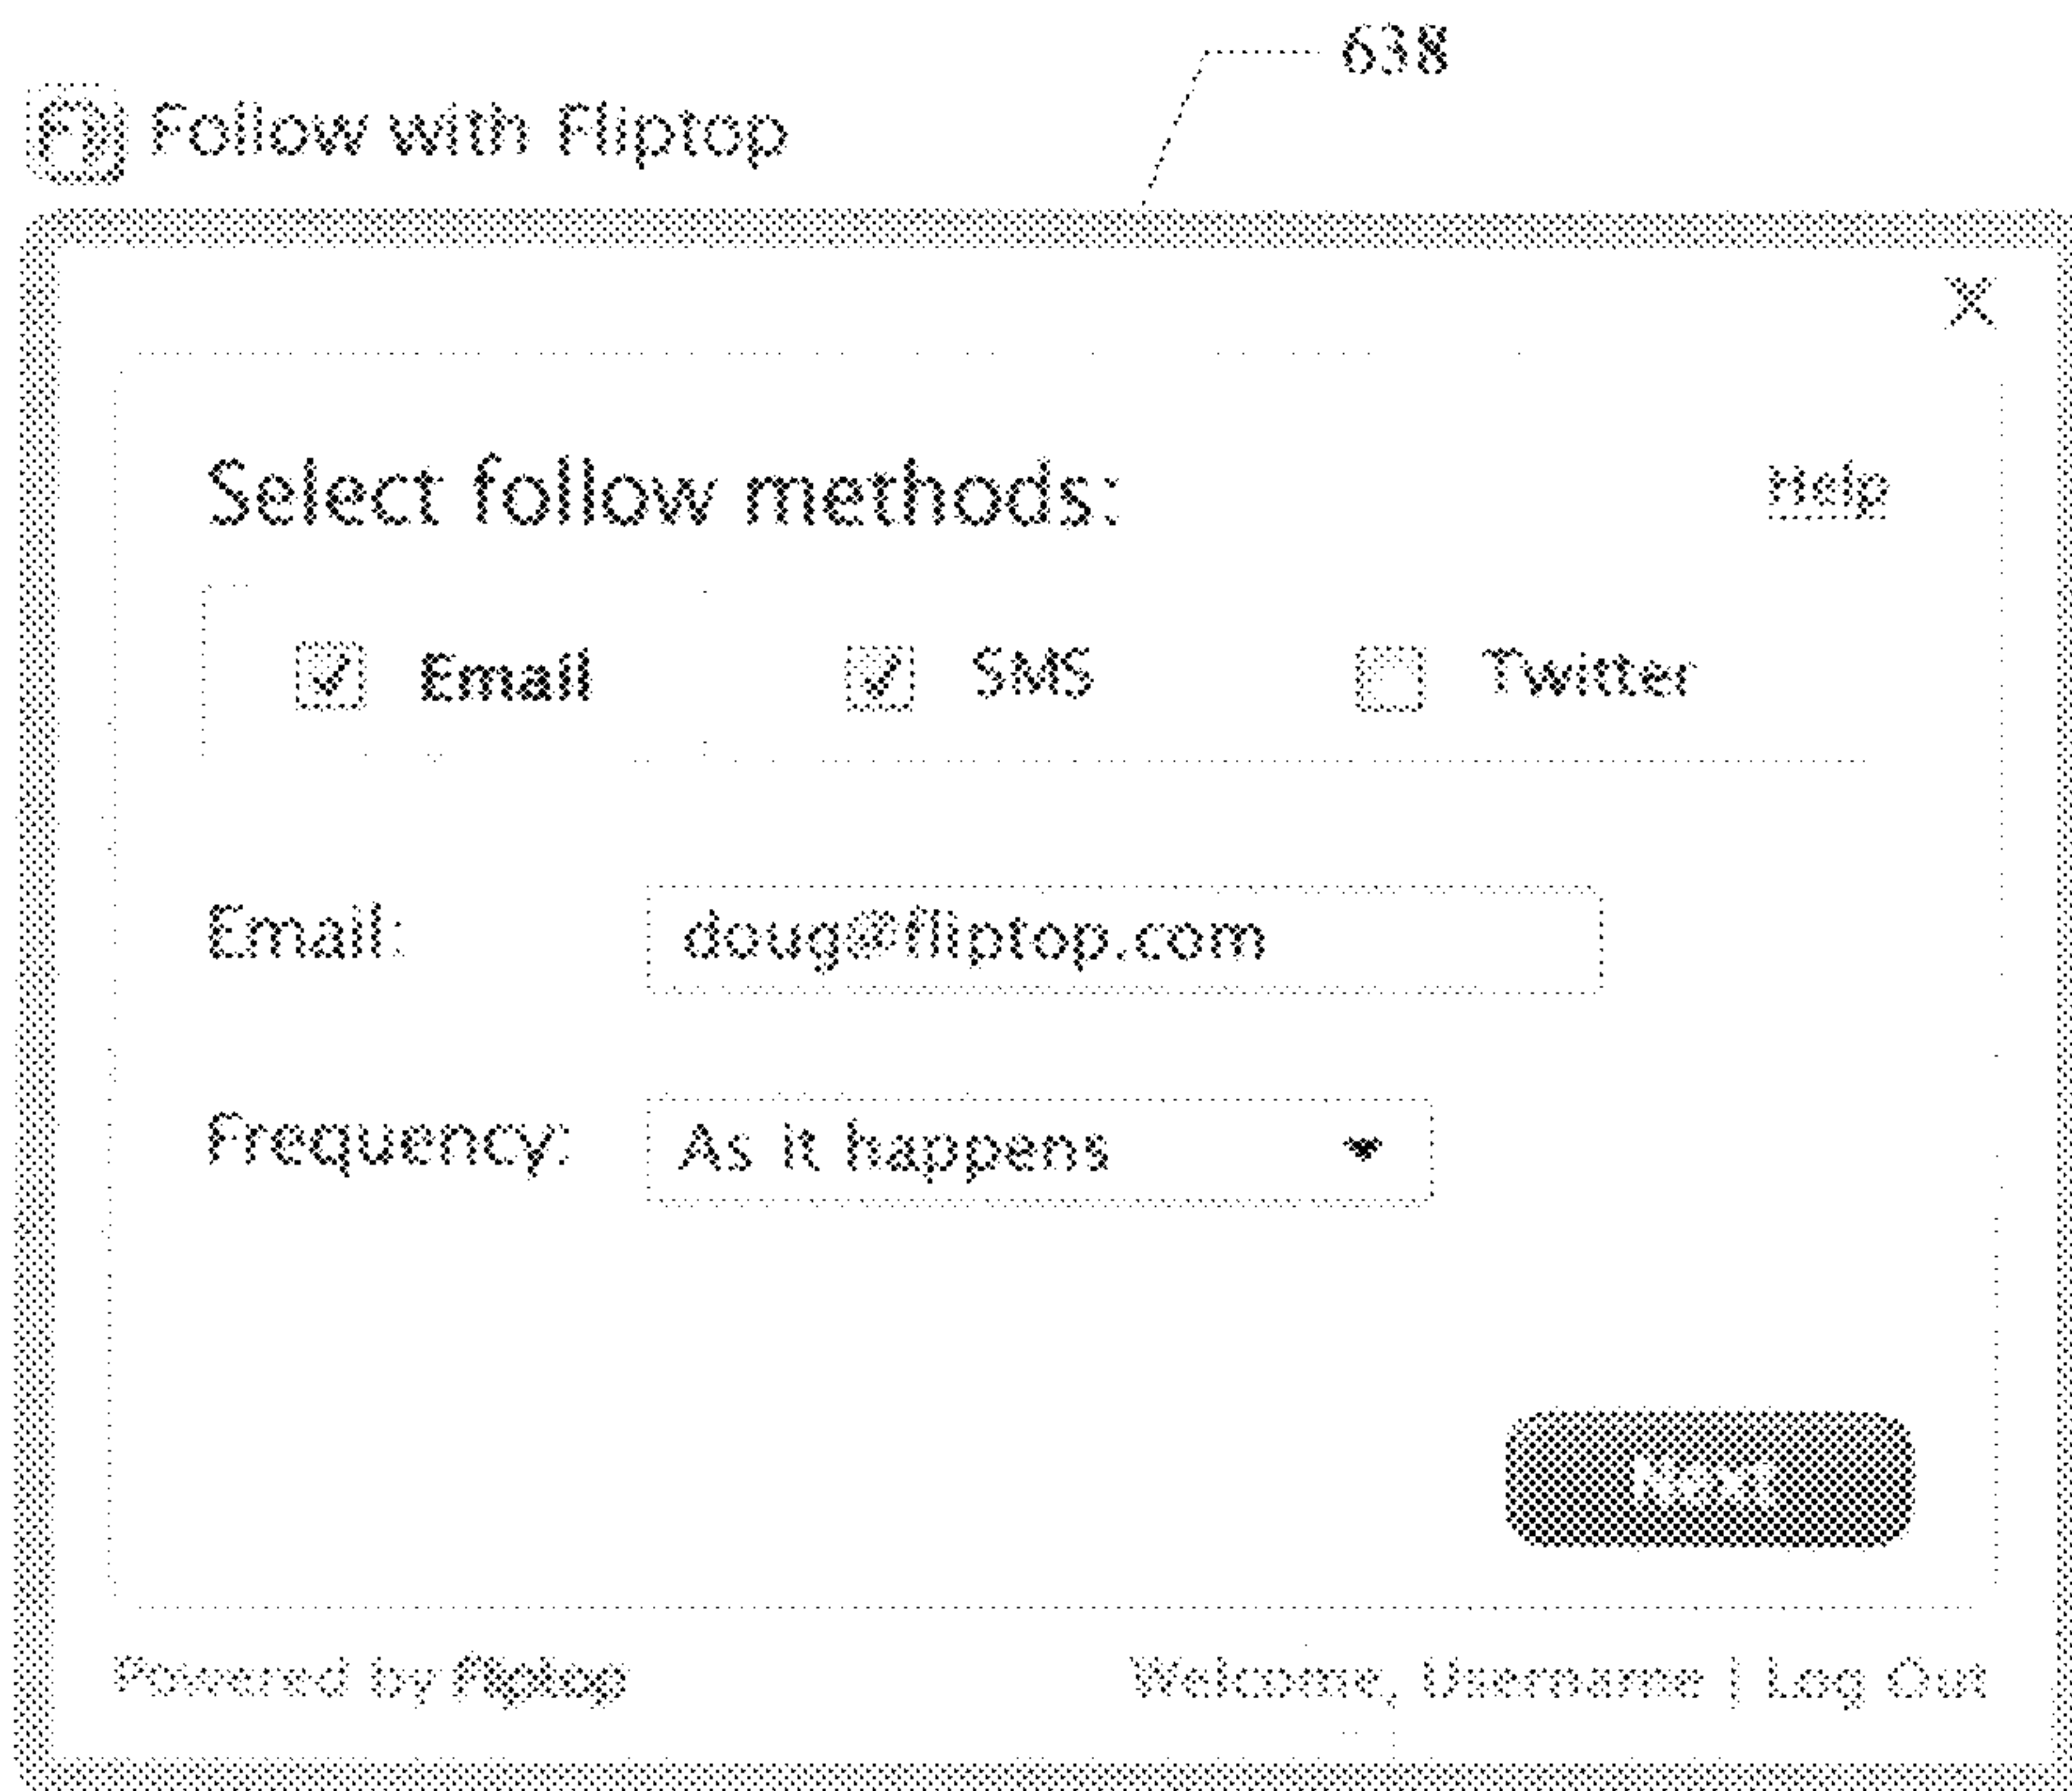 638
Follow with Fliptop
X
Select follow methods: Help
Email SMS Twitter
Email: doug@fliptop.com
Frequency: As it happens
Next
Powered by Fliptop Welcome, Username | Log Out